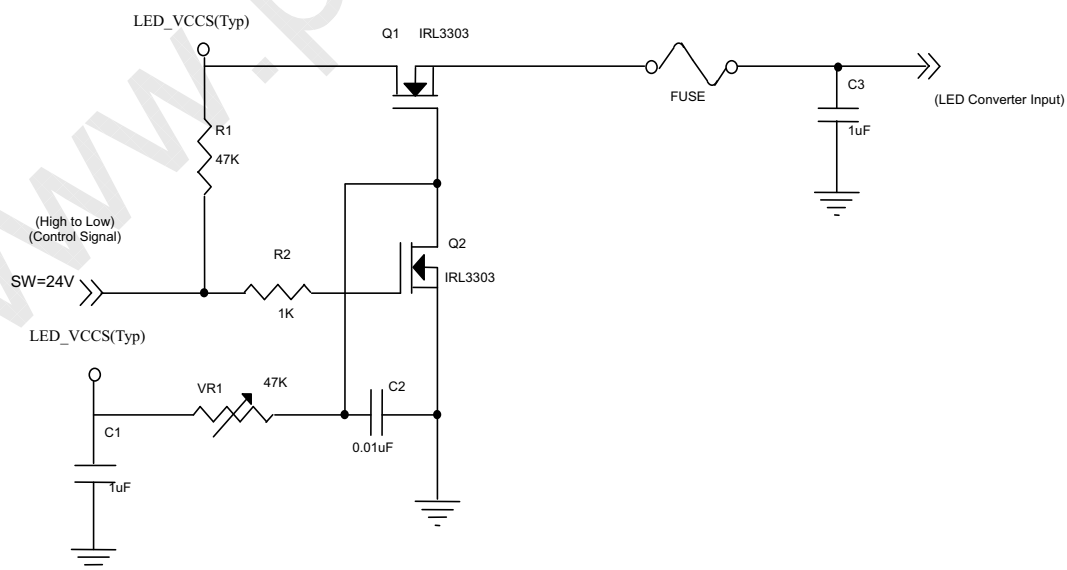 LED_VCCS(Typ)
Q1 IRL3303
FUSE
C3
(LED Converter Input)
1uF
R1
47K
(High to Low)
(Control Signal)
SW=24V
R2
1K
Q2
IRL3303
LED_VCCS(Typ)
VR1
47K
C2
0.01uF
C1
1uF
www.p